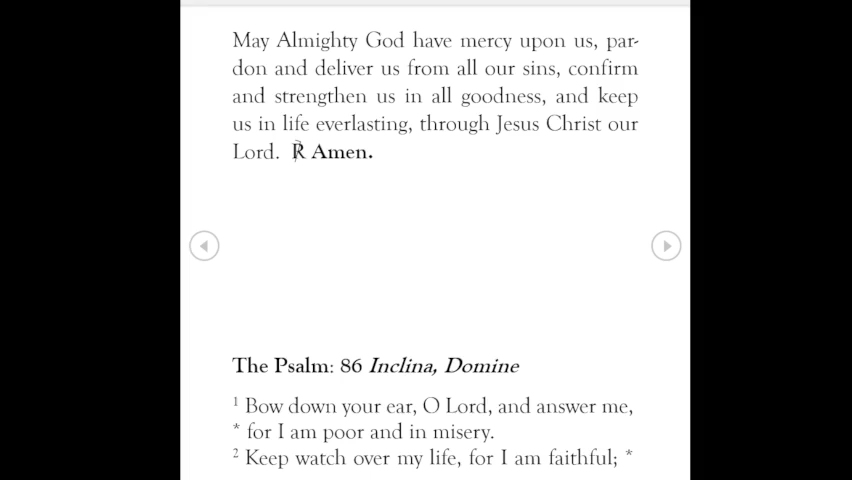 May Almighty God have mercy upon us, par-
don and deliver us from all our sins, confirm
and strengthen us in all goodness, and keep
us in life everlasting, through Jesus Christ our
Lord. ℟ Amen.
The Psalm: 86 Inclina, Domine
¹ Bow down your ear, O Lord, and answer me,
* for I am poor and in misery.
² Keep watch over my life, for I am faithful; *